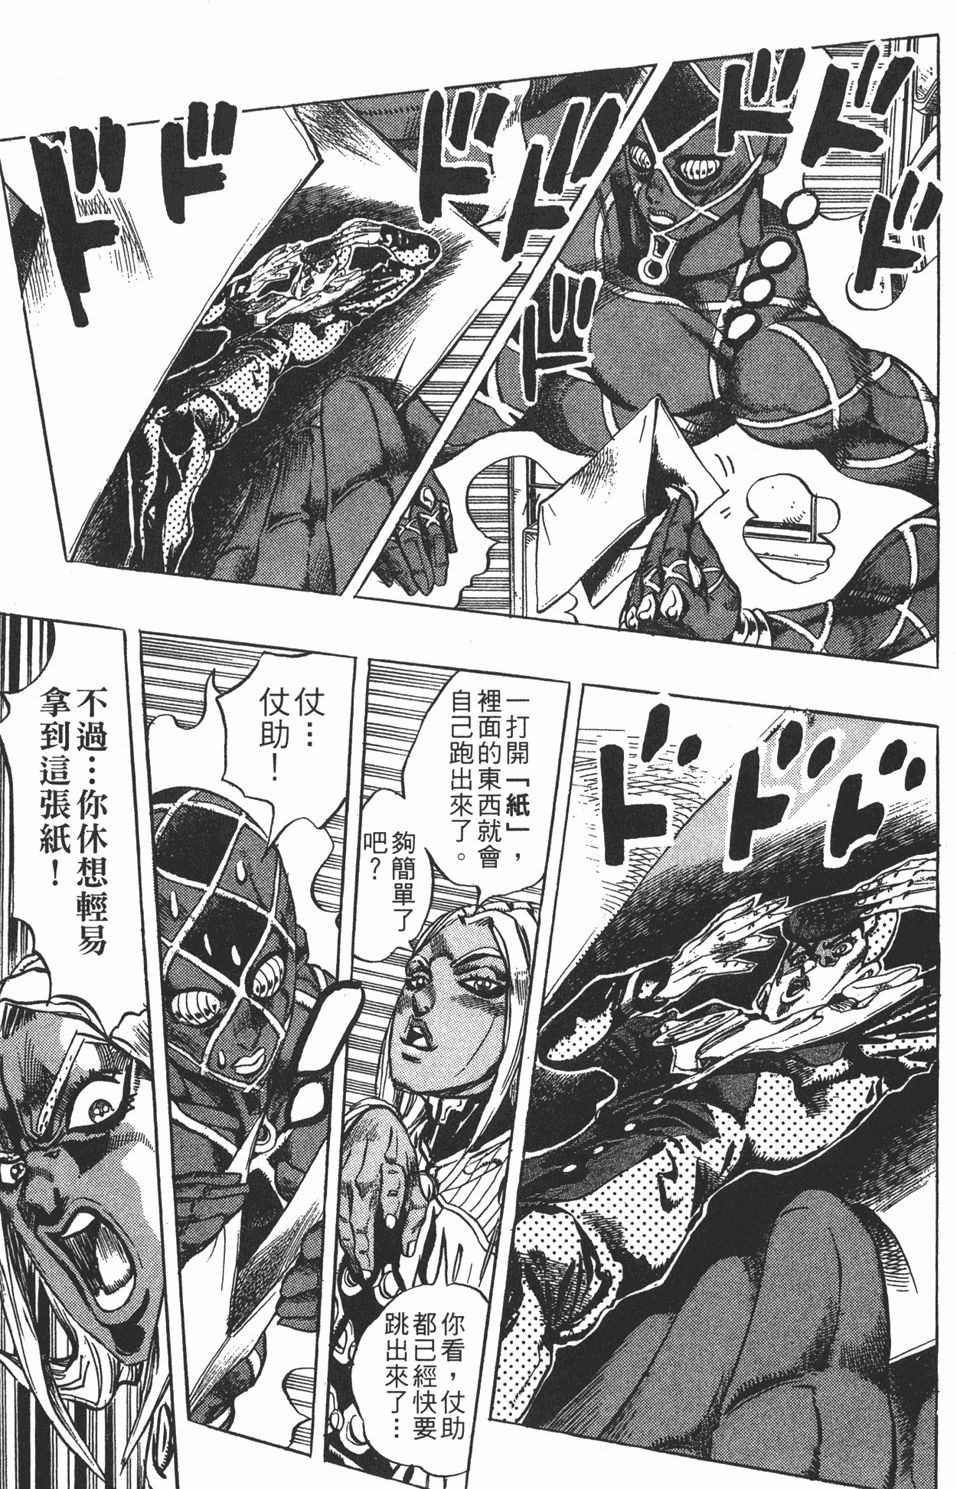 ドド
ドド
ド
ドド
ドド
ドドド
一打開「紙」，
裡面的東西就會
自己跑出來了。
夠簡單了
吧？
你看，仗助
都已經快要
跳出來了…
仗…
仗助！
不過…你休想輕易
拿到這張紙！